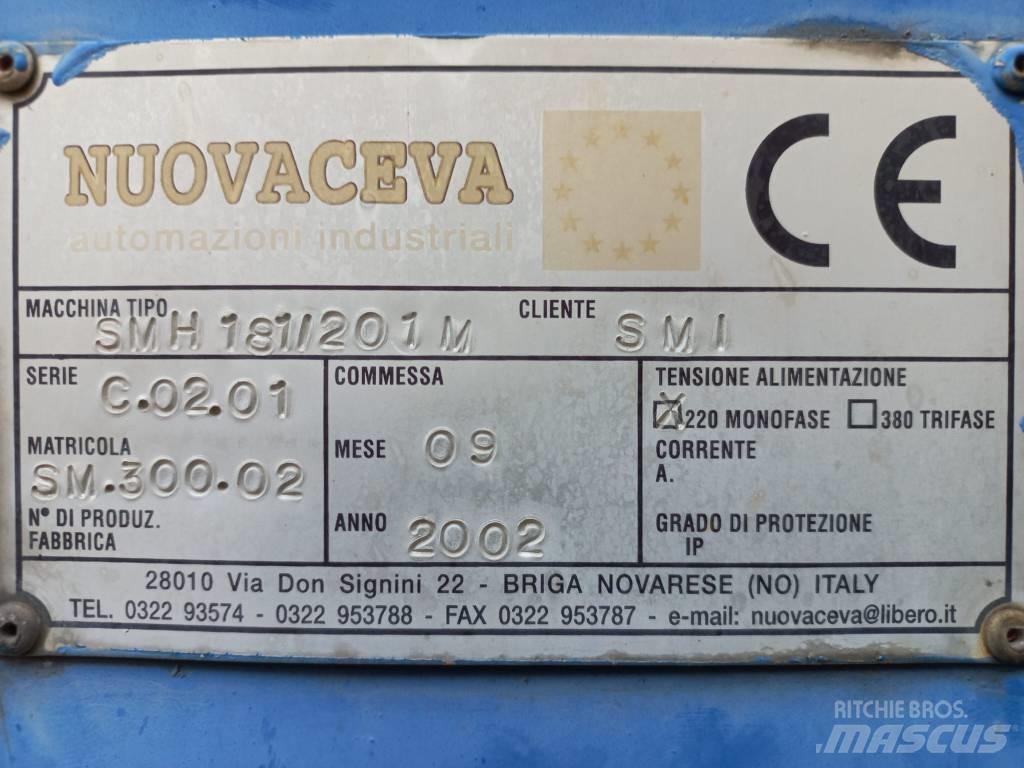 NUOVACEVA
automazioni industriali
CE
MACCHINA TIPO SMH 181/201M CLIENTE SMI
SERIE C.02.01
MATRICOLA SM.300.02
N° DI PRODUZ.
FABBRICA
COMMESSA
MESE 09
ANNO 2002
TENSIONE ALIMENTAZIONE
X 220 MONOFASE 380 TRIFASE
CORRENTE
A.
GRADO DI PROTEZIONE
IP
28010 Via Don Signini 22 - BRIGA NOVARESE (NO) ITALY
TEL. 0322 93574 - 0322 953788 - FAX 0322 953787 - e-mail: nuovaceva@libero.it
RITCHIE BROS.
MASCUS